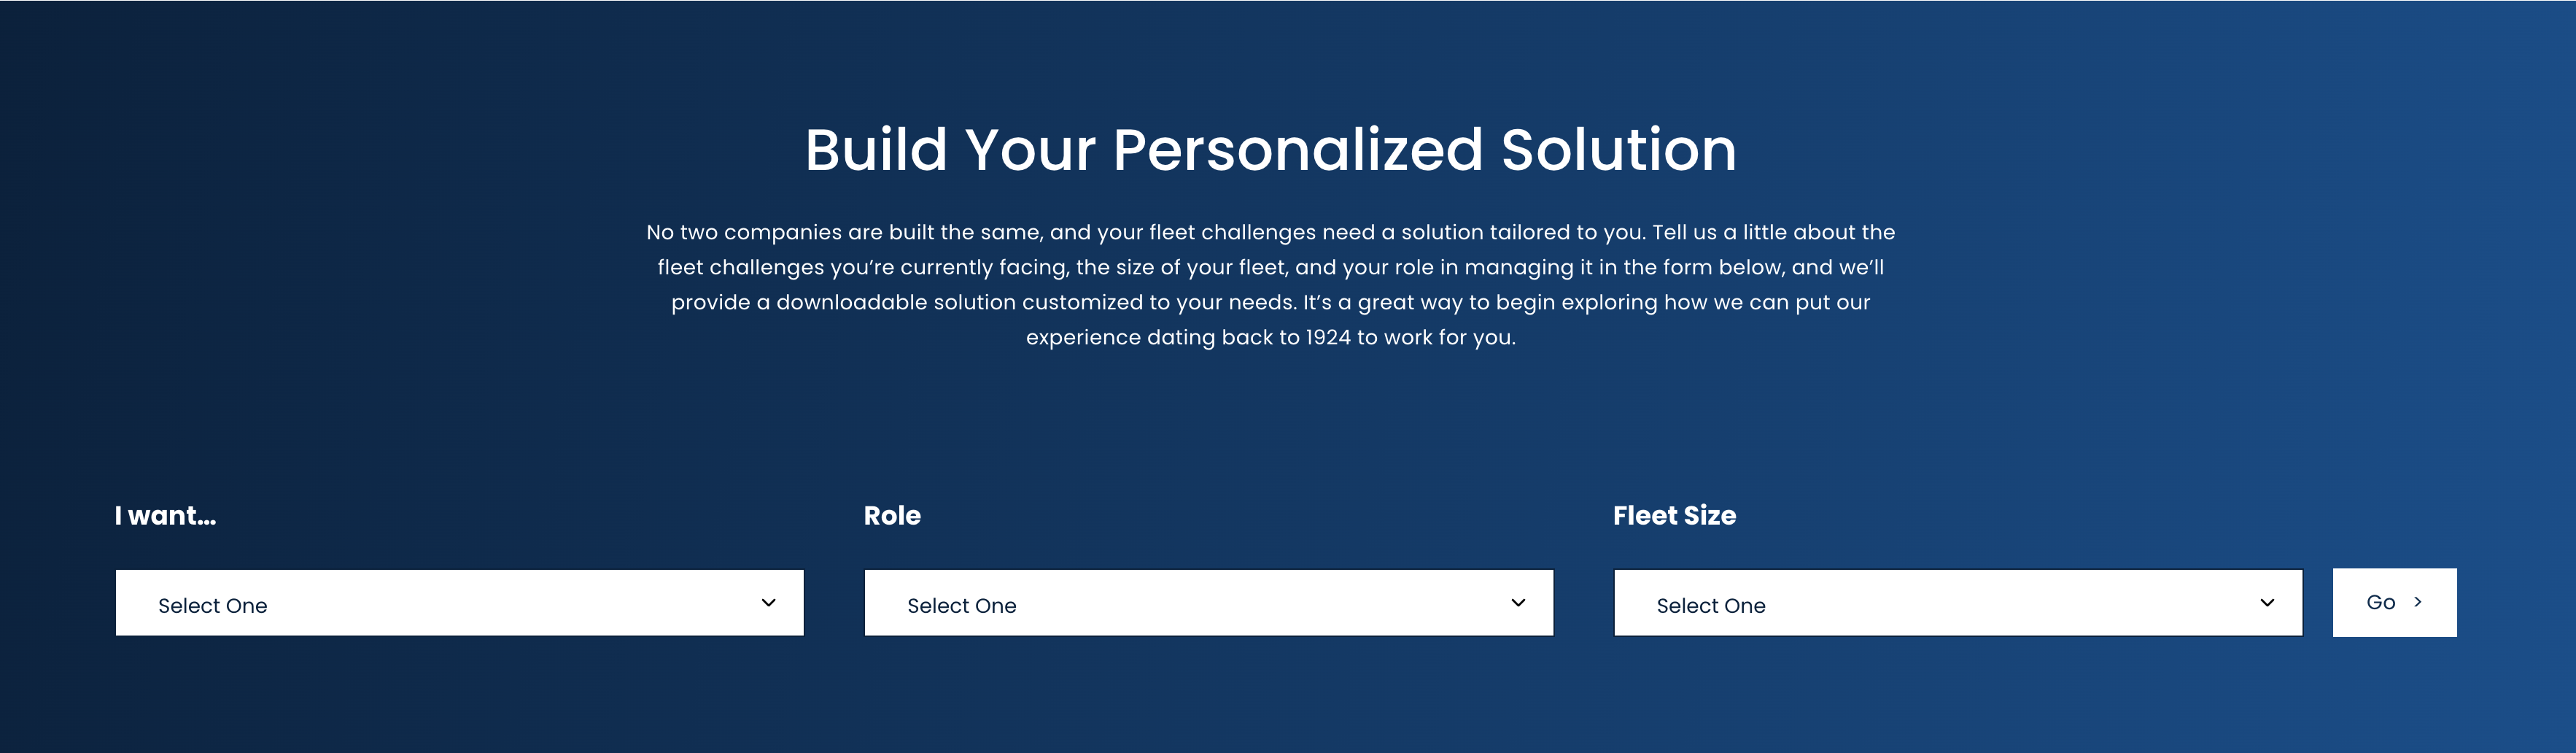 Build Your Personalized Solution
No two companies are built the same, and your fleet challenges need a solution tailored to you. Tell us a little about the
fleet challenges you’re currently facing, the size of your fleet, and your role in managing it in the form below, and we’ll
provide a downloadable solution customized to your needs. It’s a great way to begin exploring how we can put our
experience dating back to 1924 to work for you.
I want...
Role
Fleet Size
Select One
Select One
Select One
Go